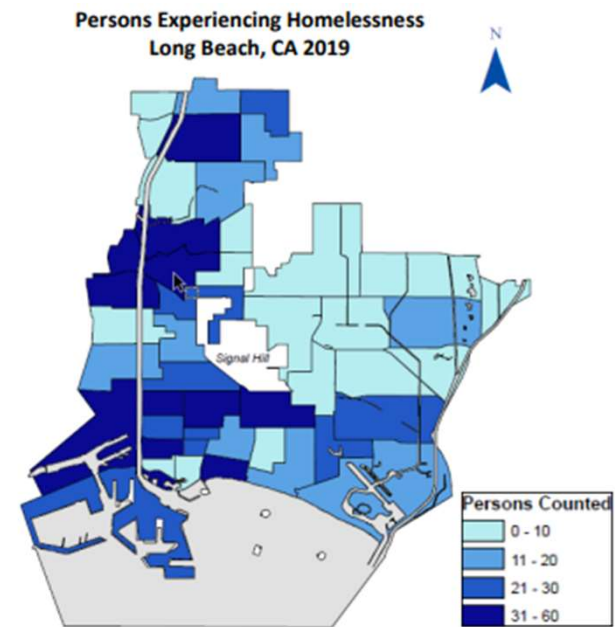 Persons Experiencing Homelessness
Long Beach, CA 2019
N
Signal Hill
Persons Counted
0 - 10
11 - 20
21 - 30
31 - 60